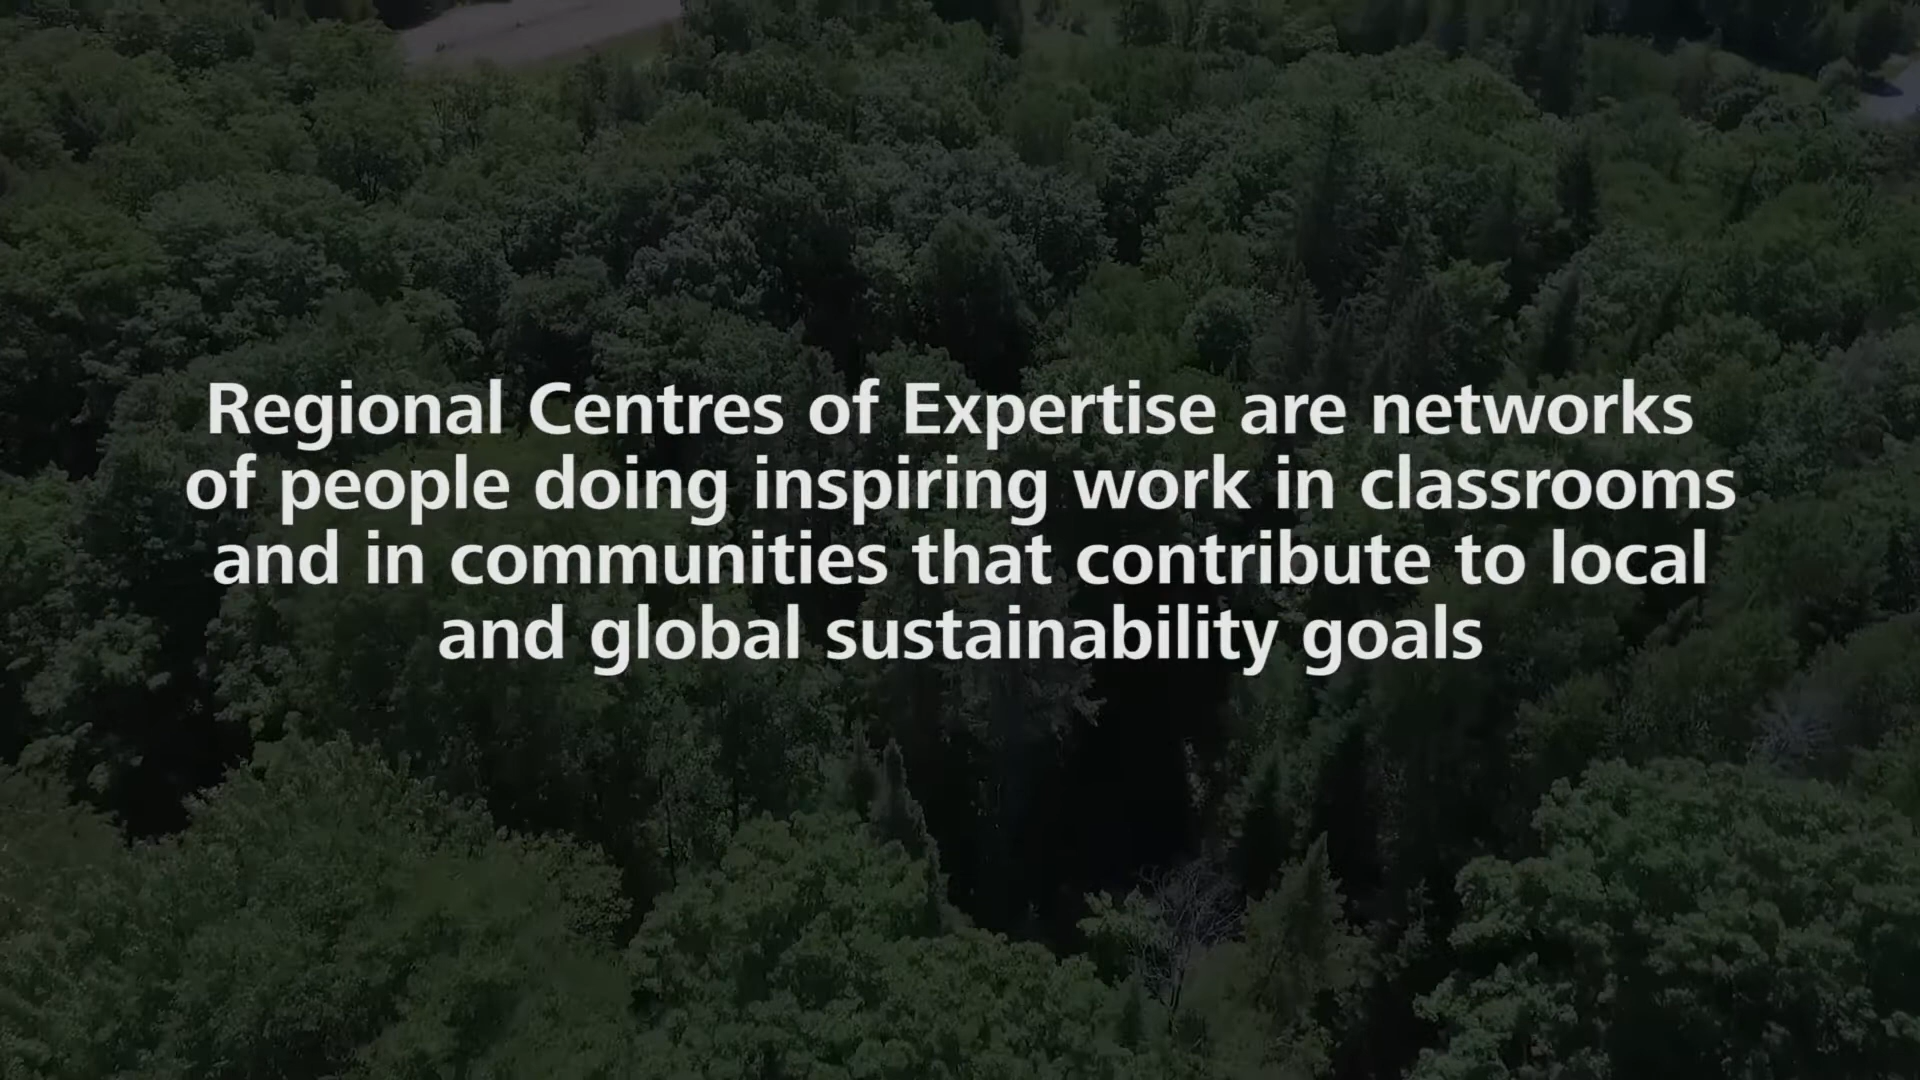 Regional Centres of Expertise are networks
of people doing inspiring work in classrooms
and in communities that contribute to local
and global sustainability goals